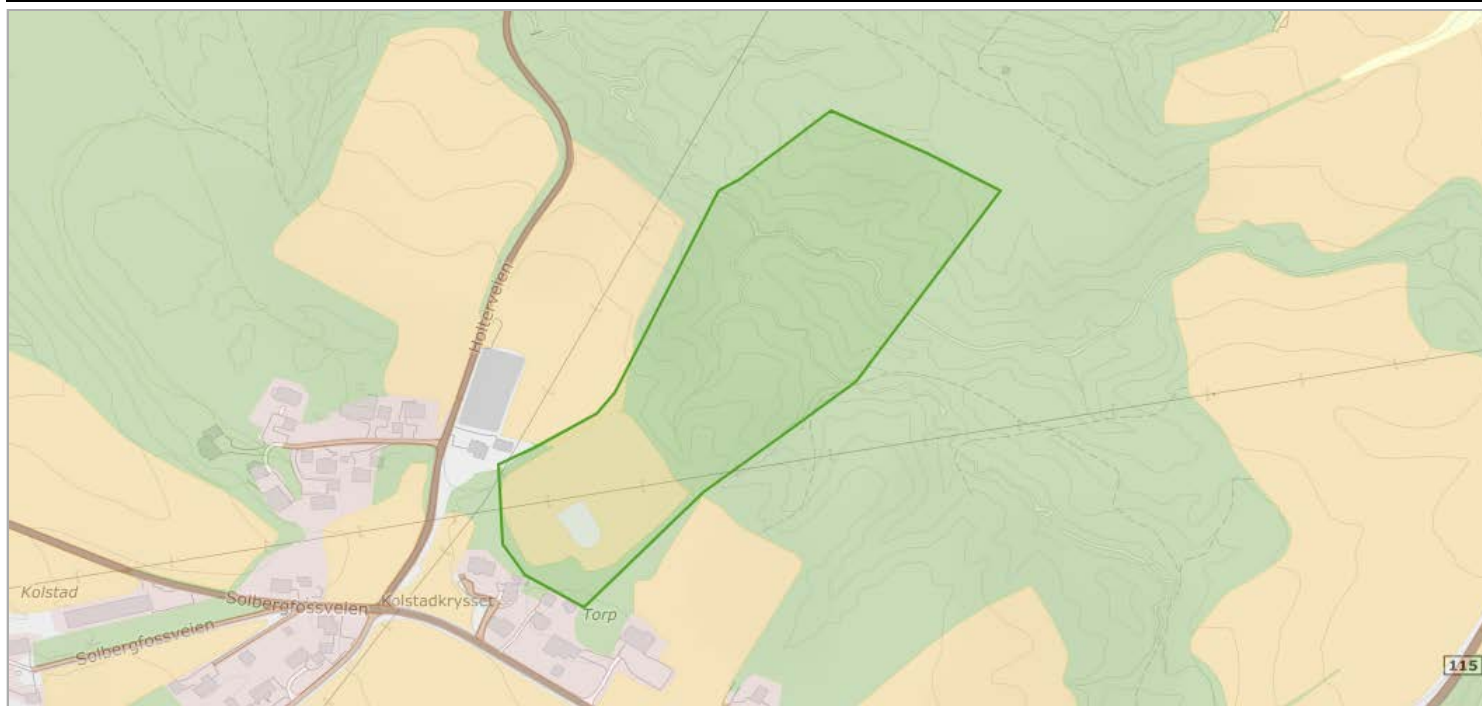 Holterveien
Kolstad
Solbergfossveien
Kolstadkrysset
Torp
Solbergfossveien
115